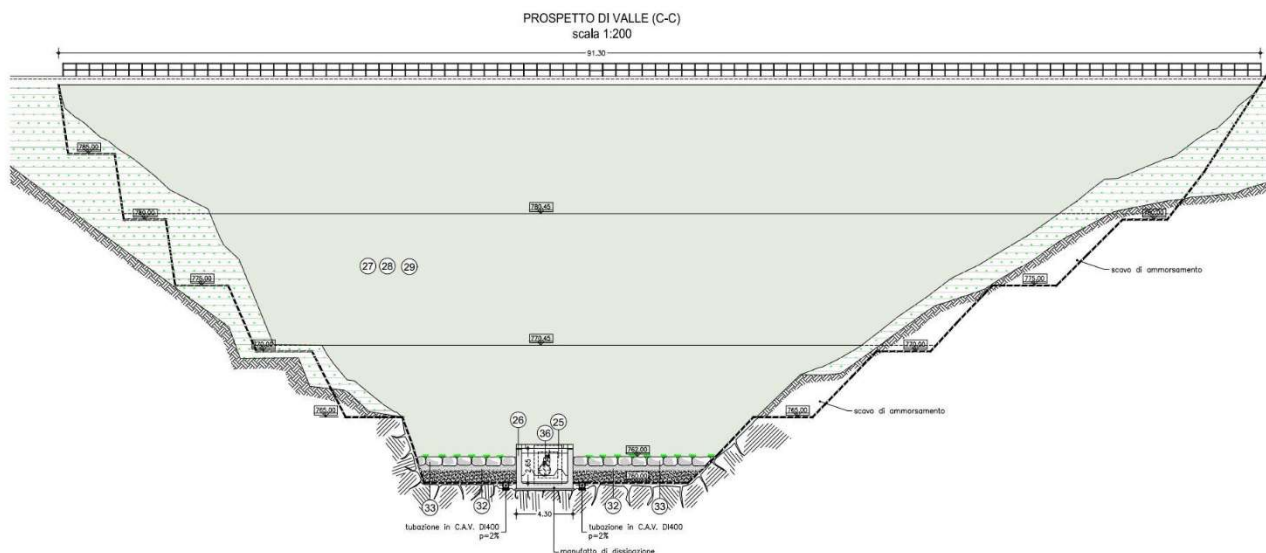 PROSPETTO DI VALLE (C-C)
scala 1:200
91.30
785.00
780.45
780.00
27 28 29
scavo di ammorsamento
775.00
775.00
770.45
770.00
770.00
765.00
765.00
scavo di ammorsamento
26
36
25
762.00
2.65
33
32
32
33
4.30
tubazione in C.A.V. DI400
p=2%
tubazione in C.A.V. DI400
p=2%
manufatto di dissipazione